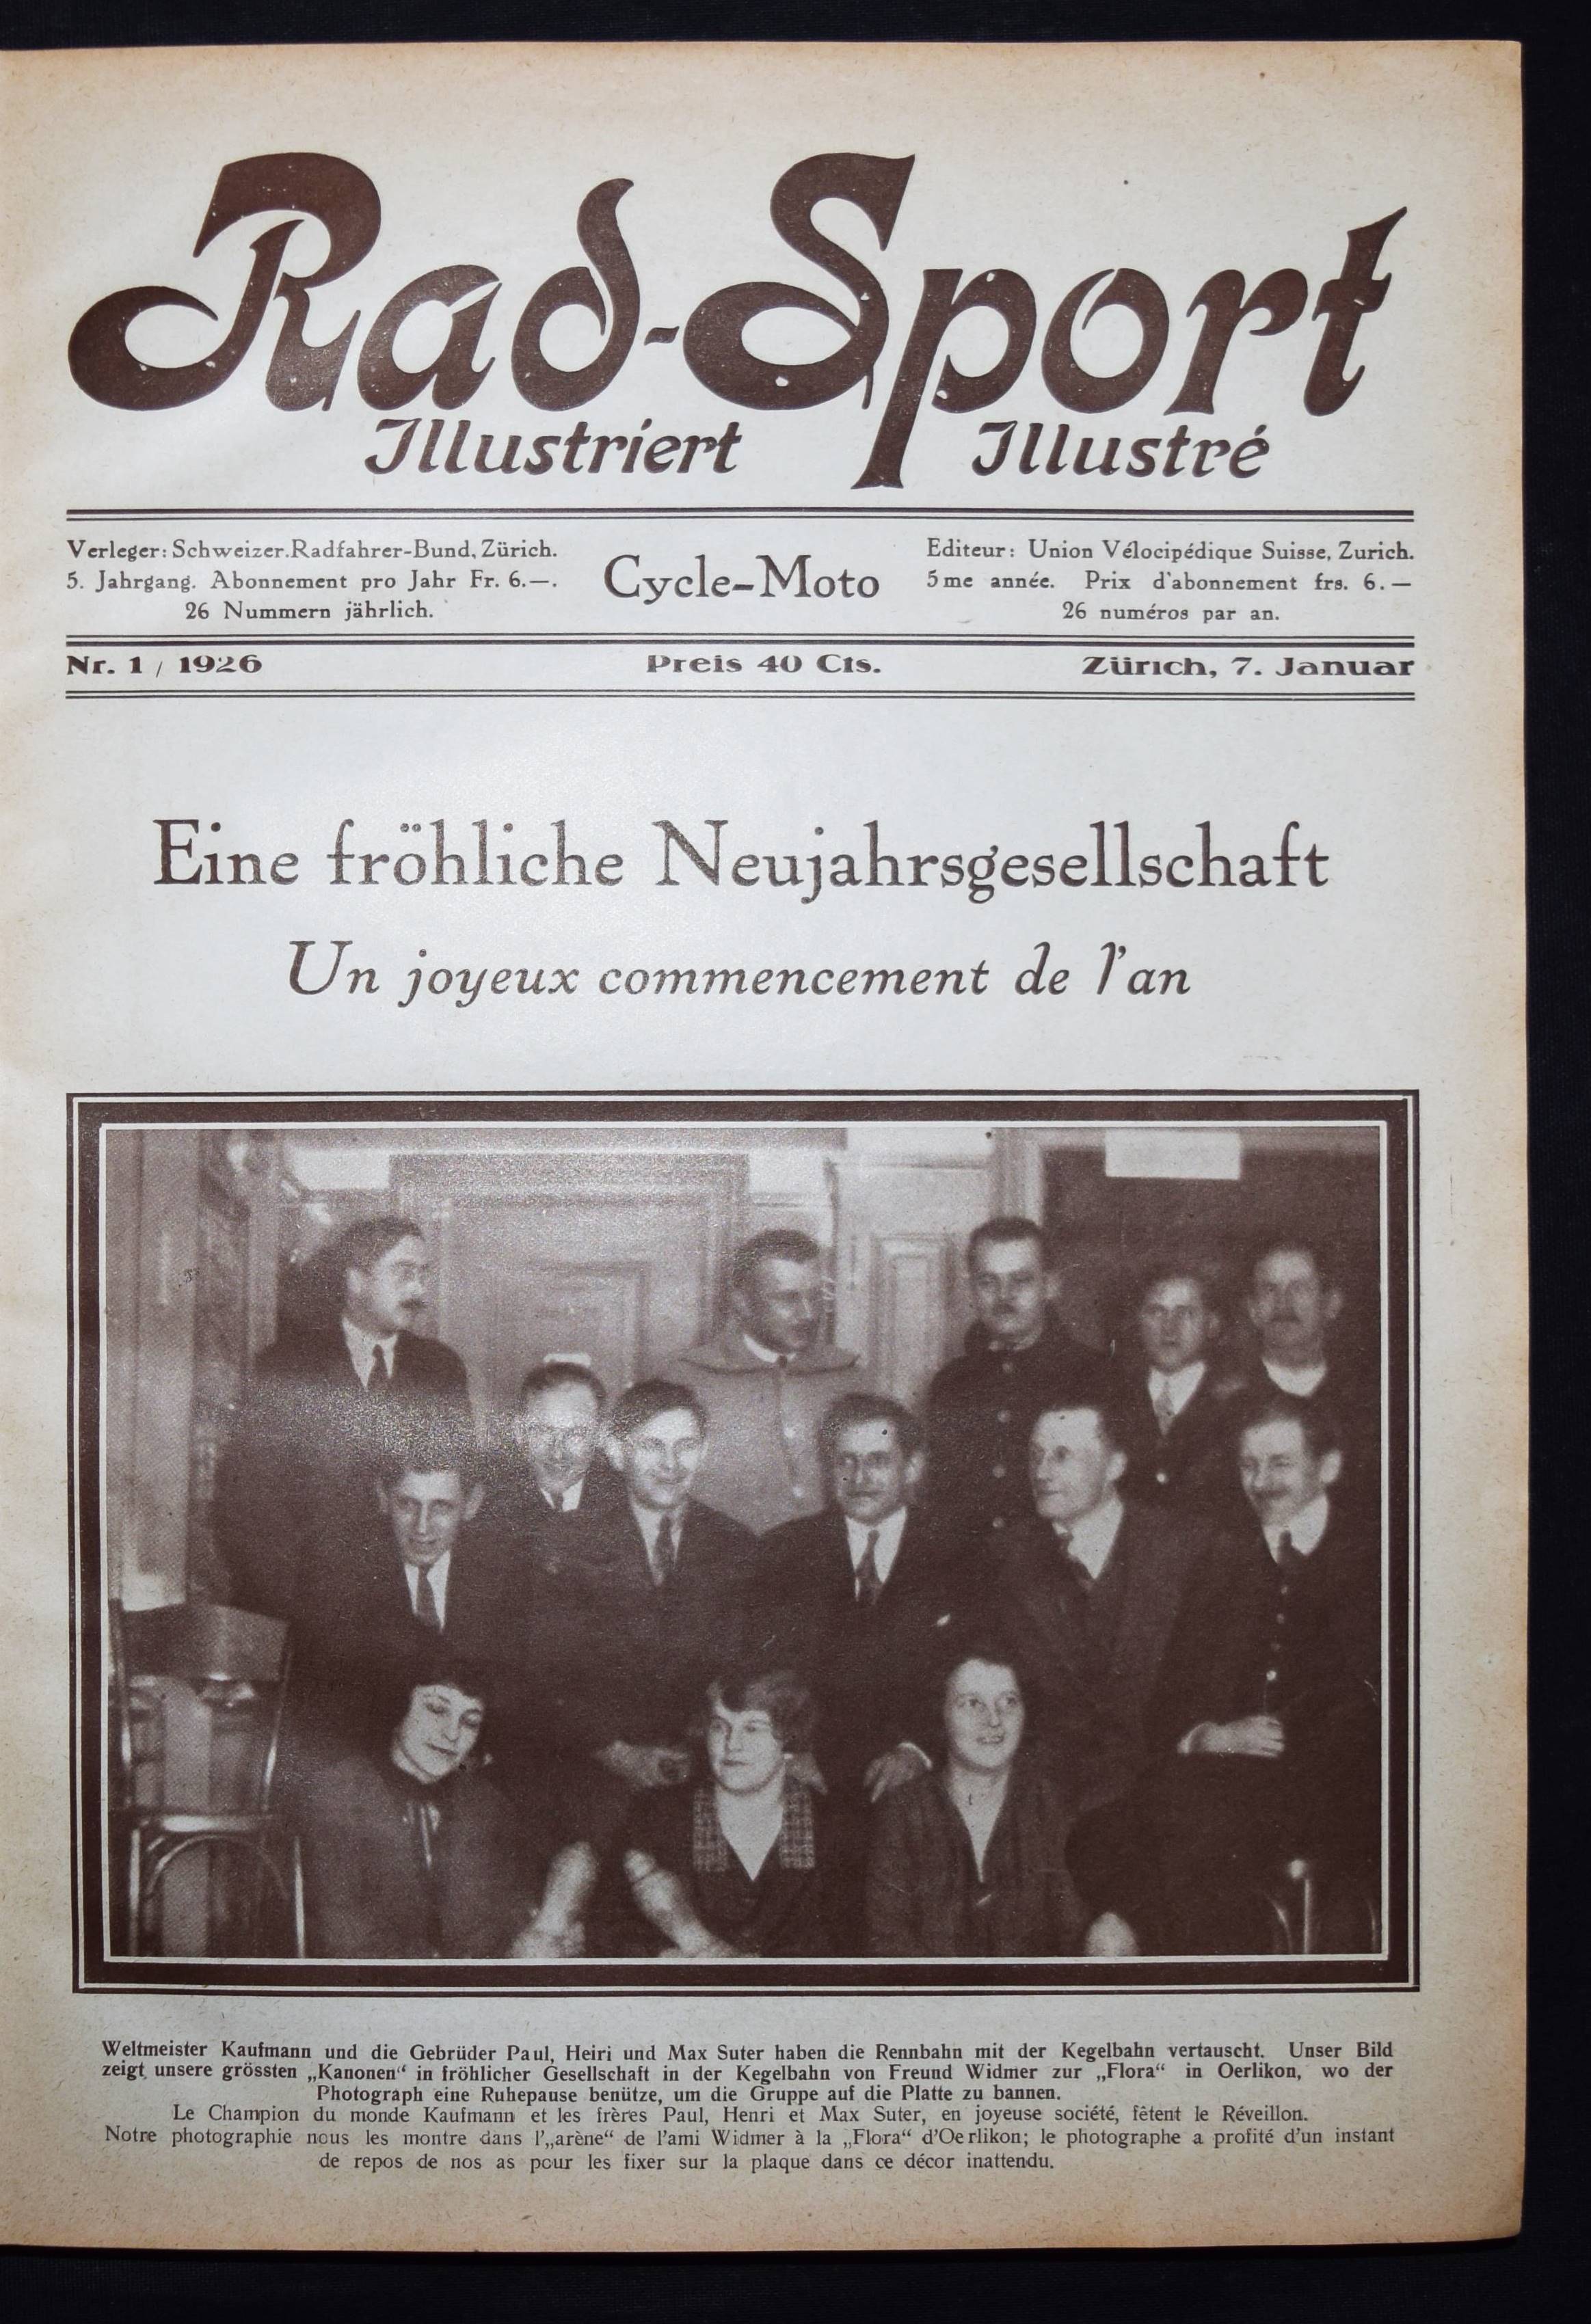 Rad-Sport
Illustriert Illustré
Verleger: Schweizer.Radfahrer-Bund, Zürich.
5. Jahrgang. Abonnement pro Jahr Fr. 6.—.
26 Nummern jährlich.
Cycle-Moto
Editeur: Union Vélocipédique Suisse, Zurich.
5me année. Prix d'abonnement frs. 6.—
26 numéros par an.
Nr. 1 / 1926 Preis 40 Cts. Zürich, 7. Januar
Eine fröhliche Neujahrsgesellschaft
Un joyeux commencement de l'an
Weltmeister Kaufmann und die Gebrüder Paul, Heiri und Max Suter haben die Rennbahn mit der Kegelbahn vertauscht. Unser Bild
zeigt unsere grössten „Kanonen“ in fröhlicher Gesellschaft in der Kegelbahn von Freund Widmer zur „Flora“ in Oerlikon, wo der
Photograph eine Ruhepause benütze, um die Gruppe auf die Platte zu bannen.
Le Champion du monde Kaufmann et les frères Paul, Henri et Max Suter, en joyeuse société, fêtent le Réveillon.
Notre photographie nous les montre dans l'„arène“ de l'ami Widmer à la „Flora“ d'Oerlikon; le photographe a profité d'un instant
de repos de nos as pour les fixer sur la plaque dans ce décor inattendu.